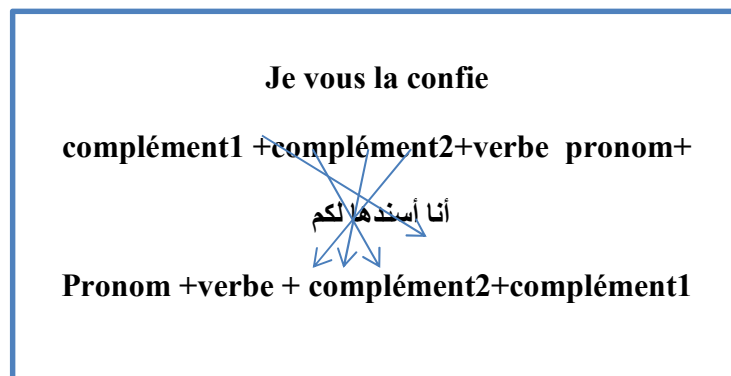 Je vous la confie
complément1 +complément2+verbe pronom+
أنا أسندها لكم
Pronom +verbe + complément2+complément1